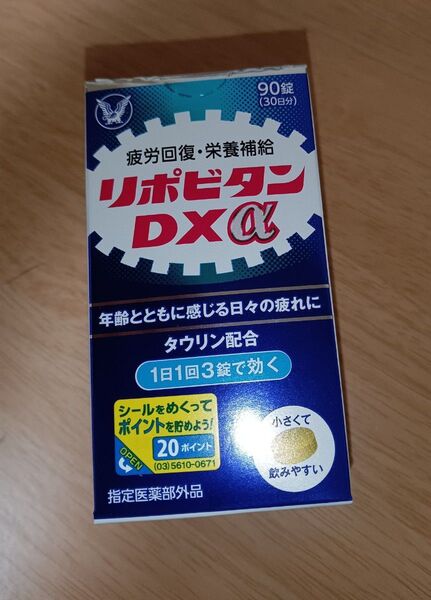 90錠
(30日分)
疲労回復・栄養補給
リポビタン
DXα
年齢とともに感じる日々の疲れに
タウリン配合
1日1回3錠で効く
シールをめくって
ポイントを貯めよう!
OPEN
20ポイント
(03)5610-0671
小さくて
飲みやすい
指定医薬部外品